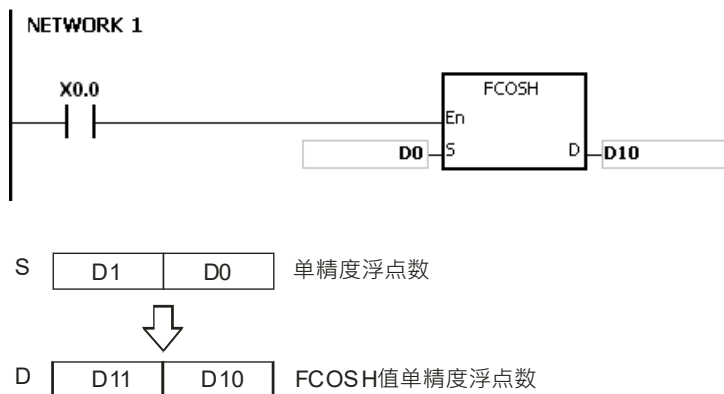 NETWORK 1
X0.0
FCOSH
En
D0 S D D10
S D1 D0 单精度浮点数
D D11 D10 FCOSH值单精度浮点数